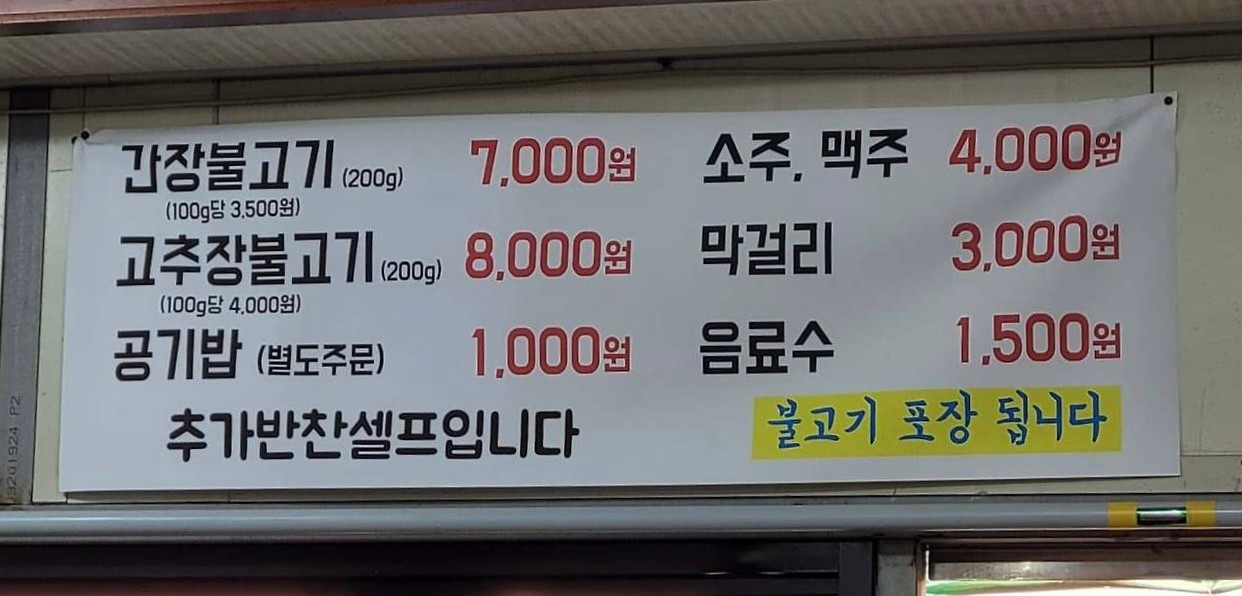 간장불고기 (200g) 7,000원
(100g당 3,500원)
고추장불고기 (200g) 8,000원
(100g당 4,000원)
공기밥 (별도주문) 1,000원
추가반찬셀프입니다
소주, 맥주 4,000원
막걸리 3,000원
음료수 1,500원
불고기 포장 됩니다